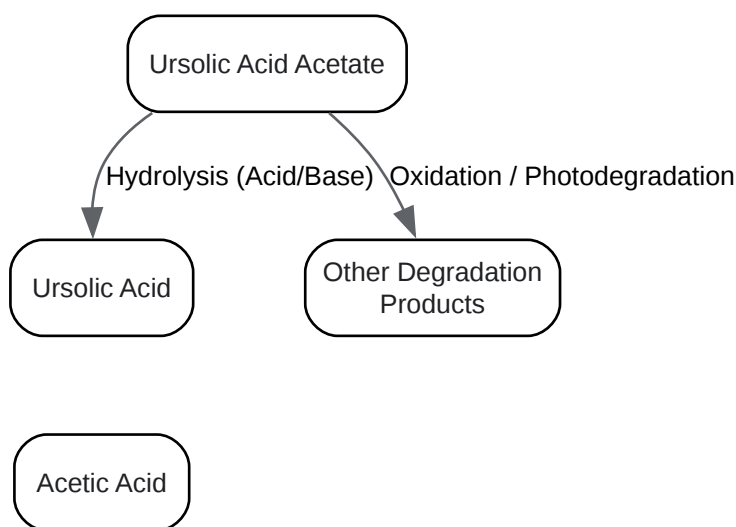 Ursolic Acid Acetate
Hydrolysis (Acid/Base)
Oxidation / Photodegradation
Ursolic Acid
Other Degradation
Products
Acetic Acid